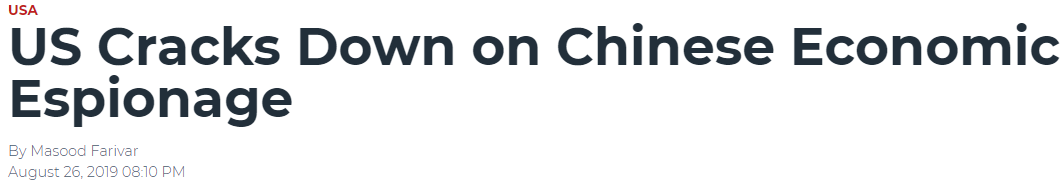 USA
US Cracks Down on Chinese Economic
Espionage
By Masood Farivar
August 26, 2019 08:10 PM